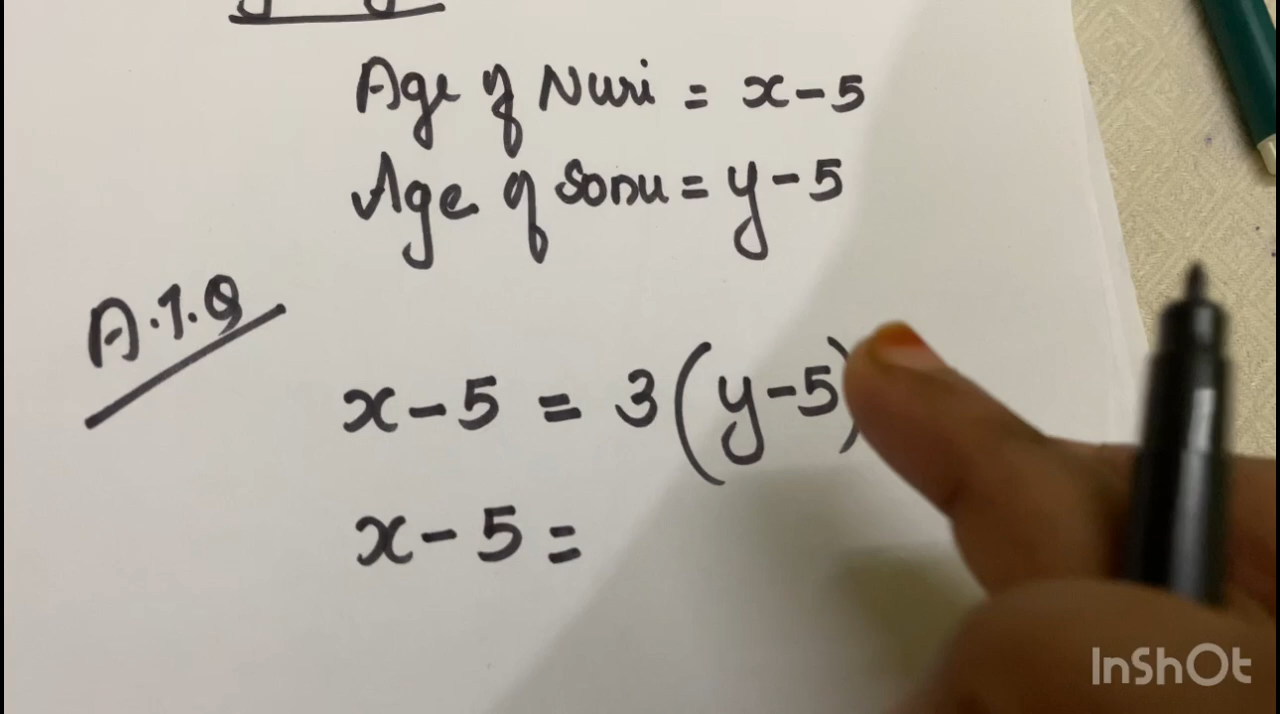 Age of Nuri = x - 5
Age of Sonu = y - 5
A.T.Q
x - 5 = 3(y - 5)
x - 5 =
InShOt